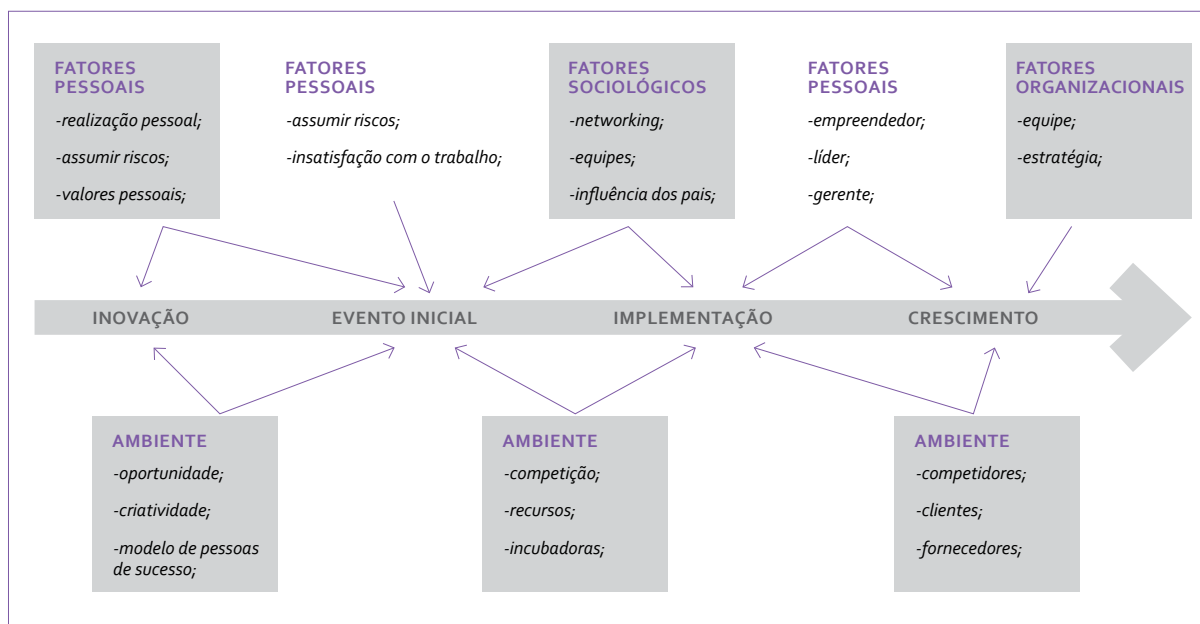 FATORES
PESSOAIS
-realização pessoal;
-assumir riscos;
-valores pessoais;
FATORES
PESSOAIS
-assumir riscos;
-insatisfação com o trabalho;
FATORES
SOCIOLÓGICOS
-networking;
-equipes;
-influência dos pais;
FATORES
PESSOAIS
-empreendedor;
-líder;
-gerente;
FATORES
ORGANIZACIONAIS
-equipe;
-estratégia;
INOVAÇÃO
EVENTO INICIAL
IMPLEMENTAÇÃO
CRESCIMENTO
AMBIENTE
-oportunidade;
-criatividade;
-modelo de pessoas
de sucesso;
AMBIENTE
-competição;
-recursos;
-incubadoras;
AMBIENTE
-competidores;
-clientes;
-fornecedores;